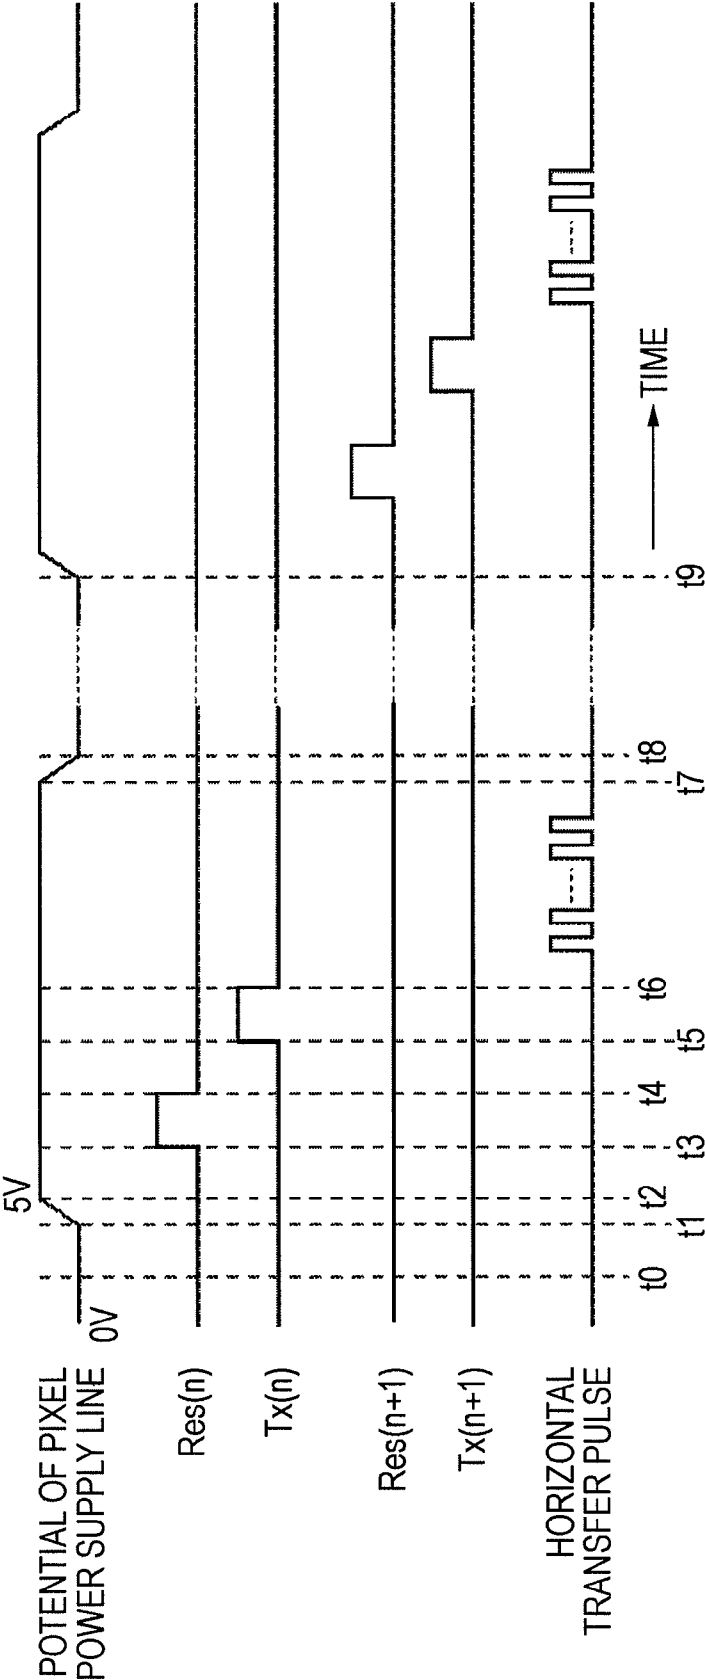 5V
0V
POTENTIAL OF PIXEL
POWER SUPPLY LINE
Res(n)
Tx(n)
Res(n+1)
Tx(n+1)
HORIZONTAL
TRANSFER PULSE
t0
t1
t2
t3
t4
t5
t6
t7
t8
t9
TIME